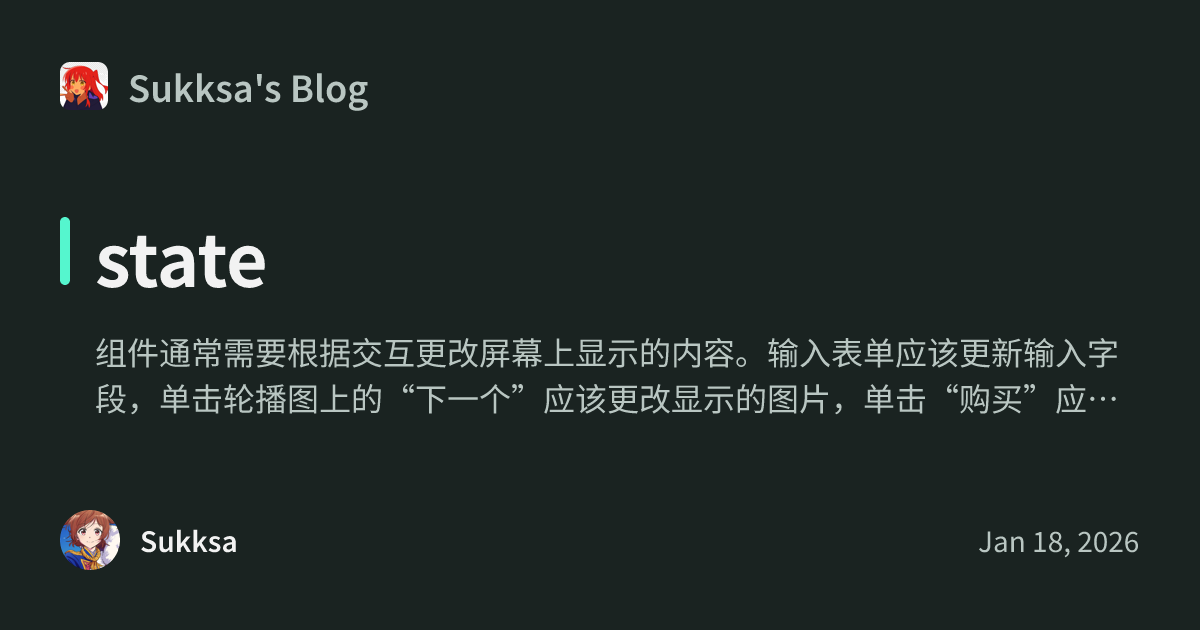 Sukksa's Blog
state
组件通常需要根据交互更改屏幕上显示的内容。输入表单应该更新输入字
段，单击轮播图上的“下一个”应该更改显示的图片，单击“购买”应…
Sukksa
Jan 18, 2026